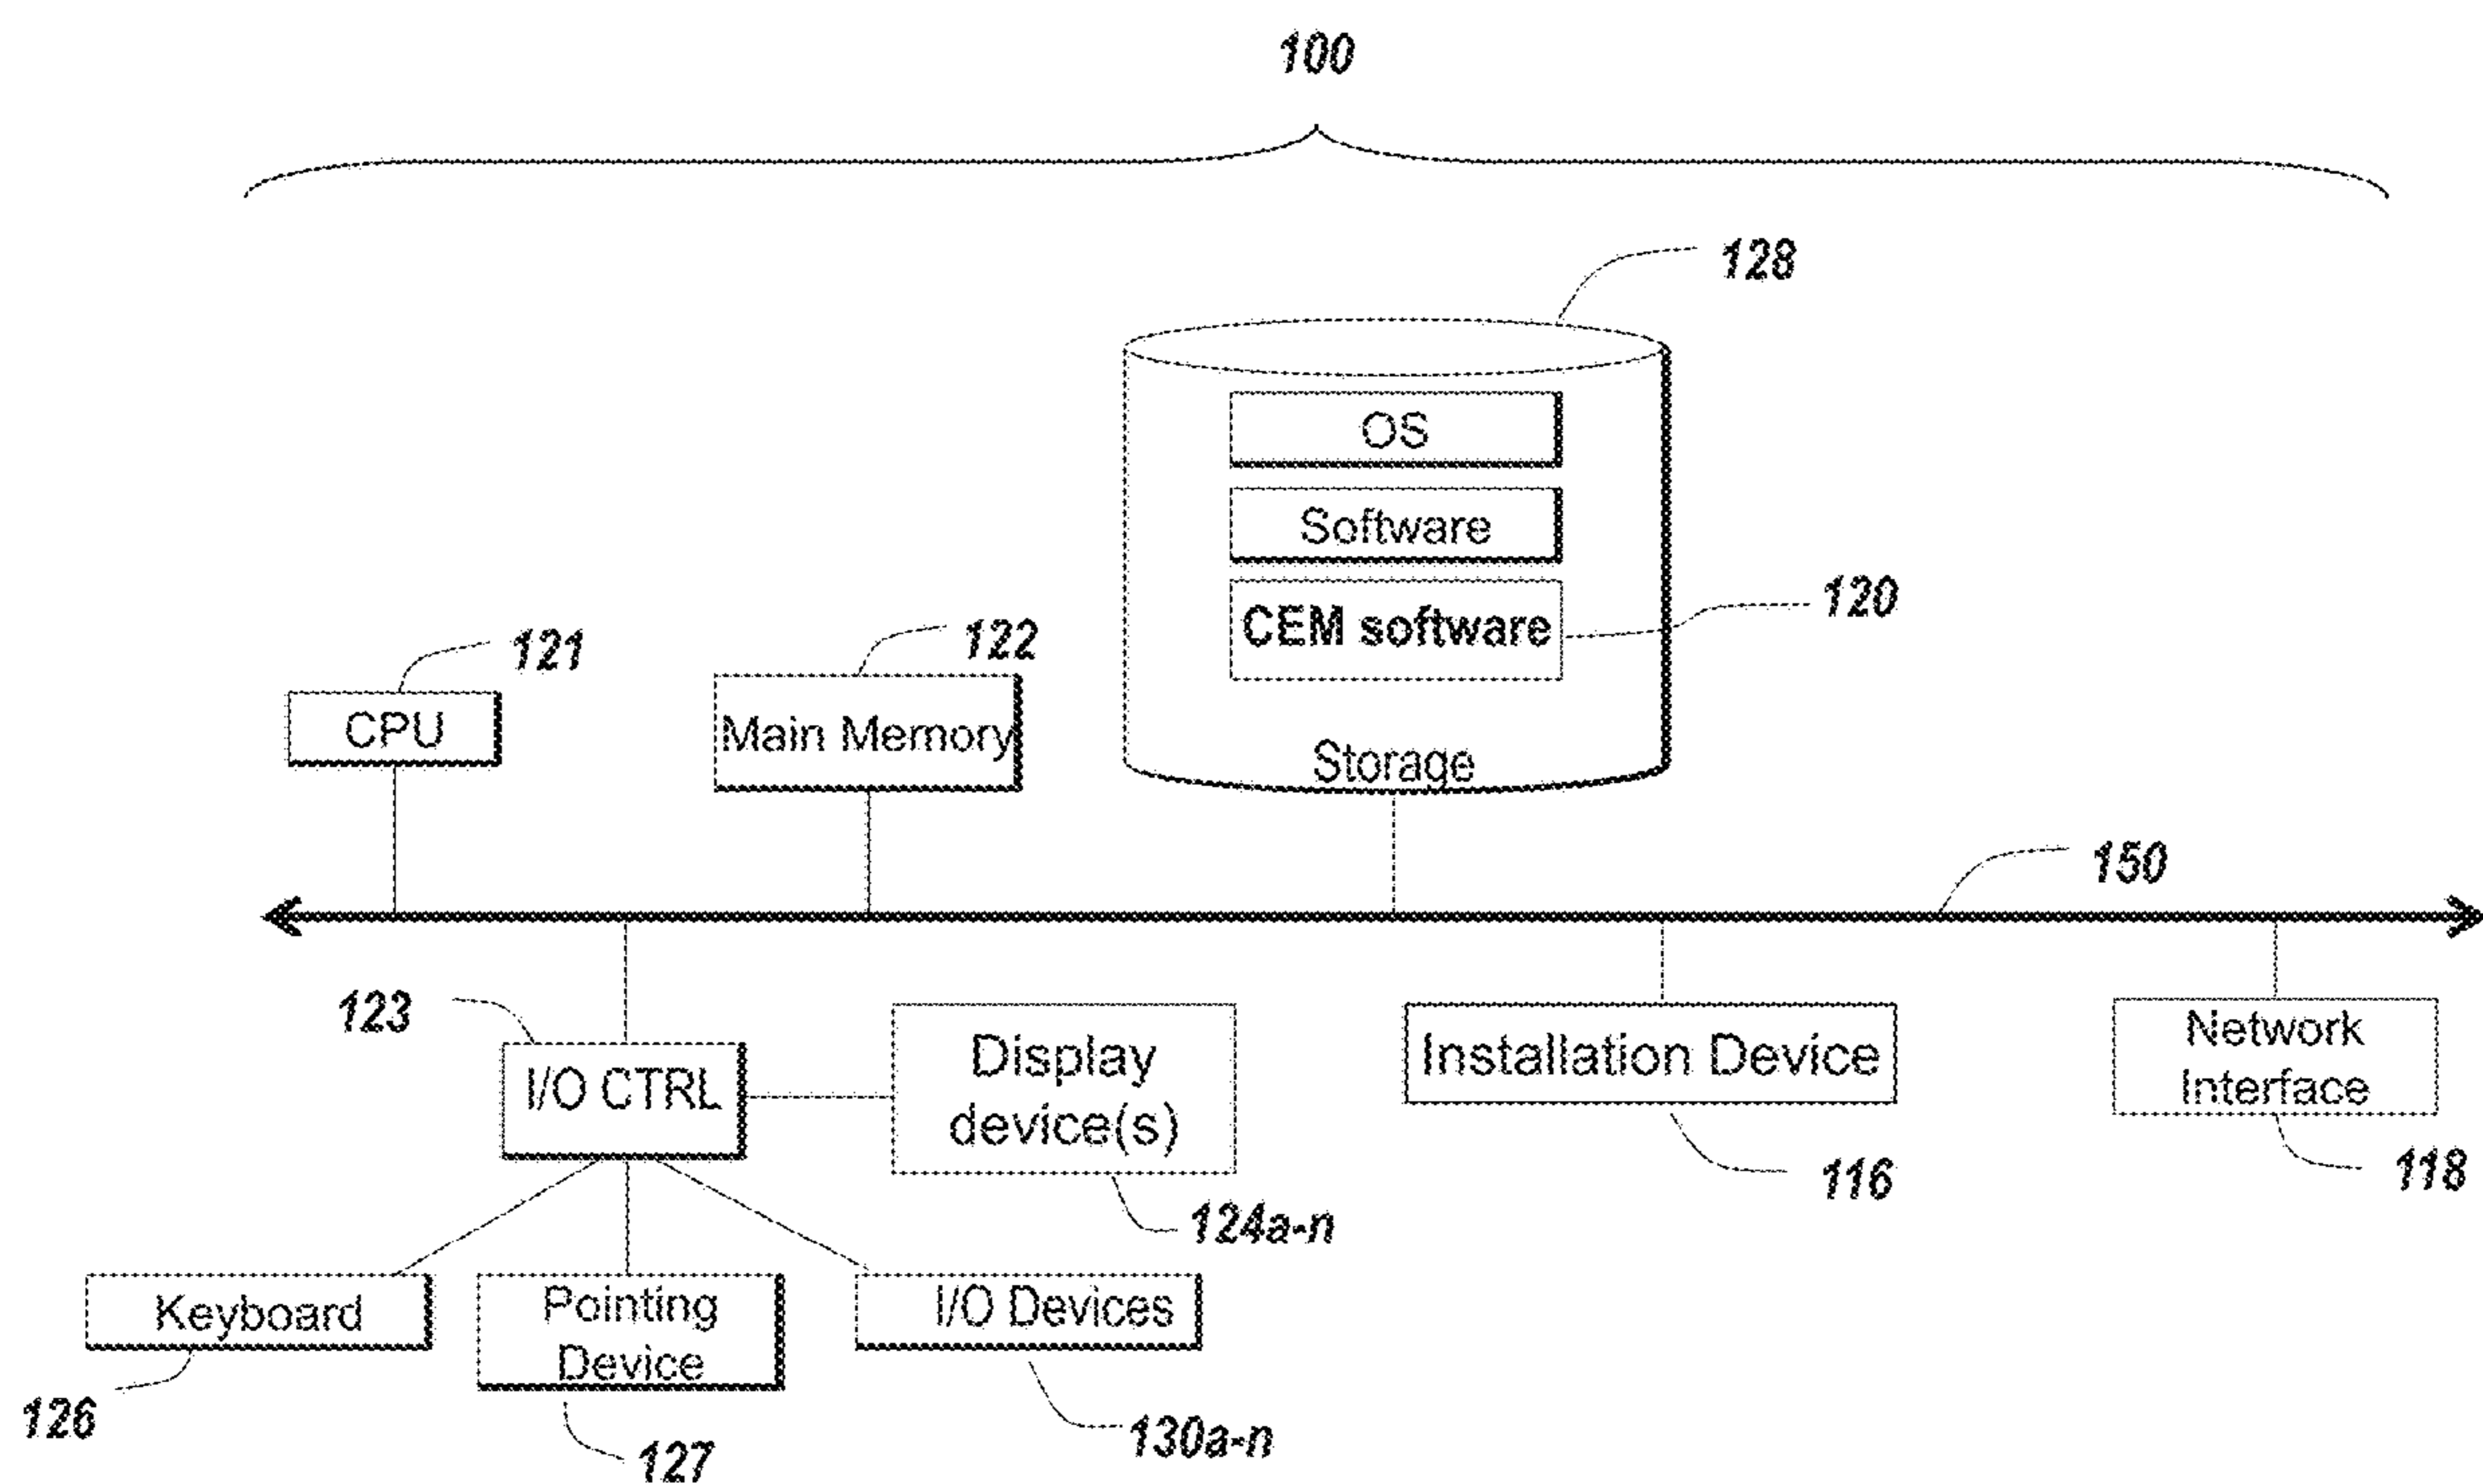 100
128
OS
Software
CEM software
120
Storage
121
CPU
122
Main Memory
150
123
I/O CTRL
Display
device(s)
124a-n
Installation Device
116
Network
Interface
118
Keyboard
126
Pointing
Device
127
I/O Devices
130a-n